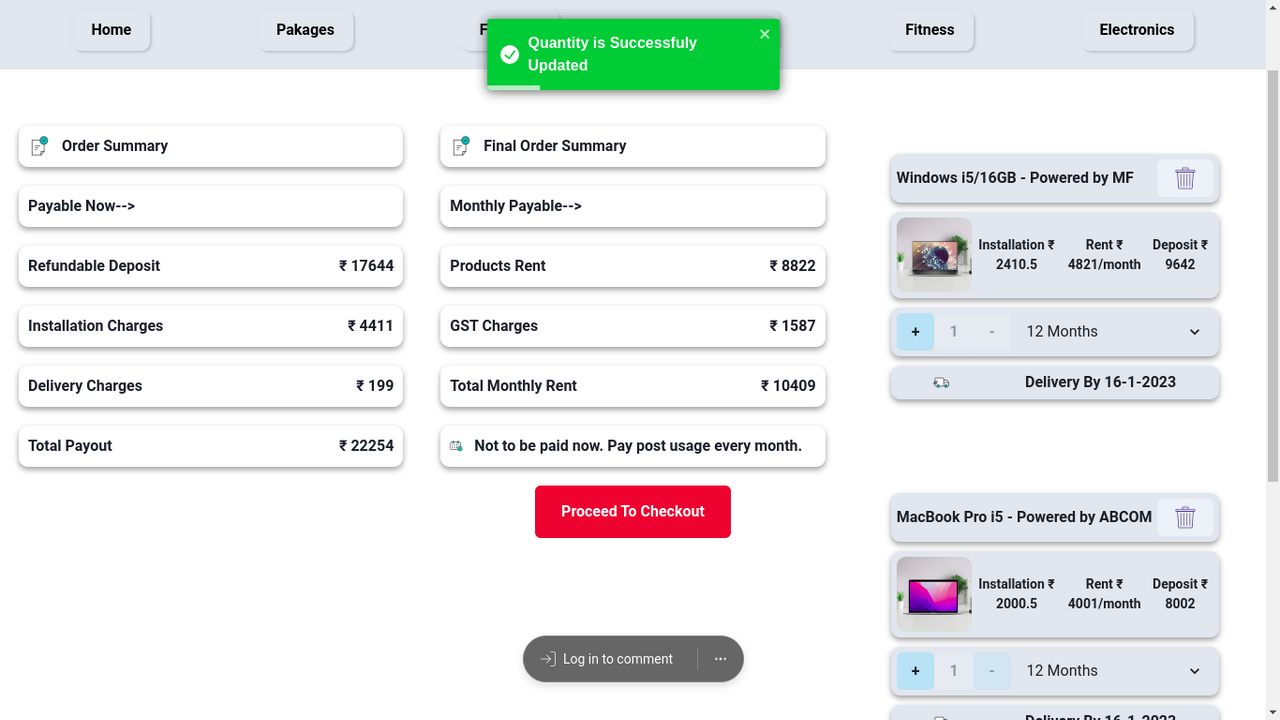 Home
Pakages
F
Fitness
Electronics
Quantity is Successfuly
Updated
Order Summary
Payable Now-->
Refundable Deposit ₹ 17644
Installation Charges ₹ 4411
Delivery Charges ₹ 199
Total Payout ₹ 22254
Final Order Summary
Monthly Payable-->
Products Rent ₹ 8822
GST Charges ₹ 1587
Total Monthly Rent ₹ 10409
Not to be paid now. Pay post usage every month.
Proceed To Checkout
Windows i5/16GB - Powered by MF
Installation ₹ Rent ₹ Deposit ₹
2410.5 4821/month 9642
+ 1 - 12 Months
Delivery By 16-1-2023
MacBook Pro i5 - Powered by ABCOM
Installation ₹ Rent ₹ Deposit ₹
2000.5 4001/month 8002
+ 1 - 12 Months
Delivery By 16-1-2023
Log in to comment